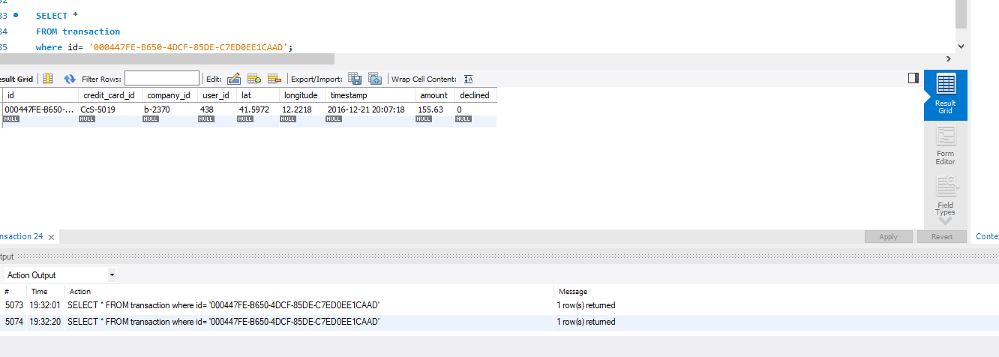 33 SELECT *
34 FROM transaction
35 where id= '000447FE-B650-4DCF-85DE-C7ED0EE1CAAD';
esult Grid Filter Rows: Edit: Export/Import: Wrap Cell Content:
id credit_card_id company_id user_id lat longitude timestamp amount declined
000447FE-B650-... CcS-5019 b-2370 438 41.5972 12.2218 2016-12-21 20:07:18 155.63 0
NULL NULL NULL NULL NULL NULL NULL NULL NULL
Result
Grid
Form
Editor
Field
Types
nsaction 24 Apply Revert Conte
tput
Action Output
# Time Action Message
5073 19:32:01 SELECT * FROM transaction where id= '000447FE-B650-4DCF-85DE-C7ED0EE1CAAD' 1 row(s) returned
5074 19:32:20 SELECT * FROM transaction where id= '000447FE-B650-4DCF-85DE-C7ED0EE1CAAD' 1 row(s) returned